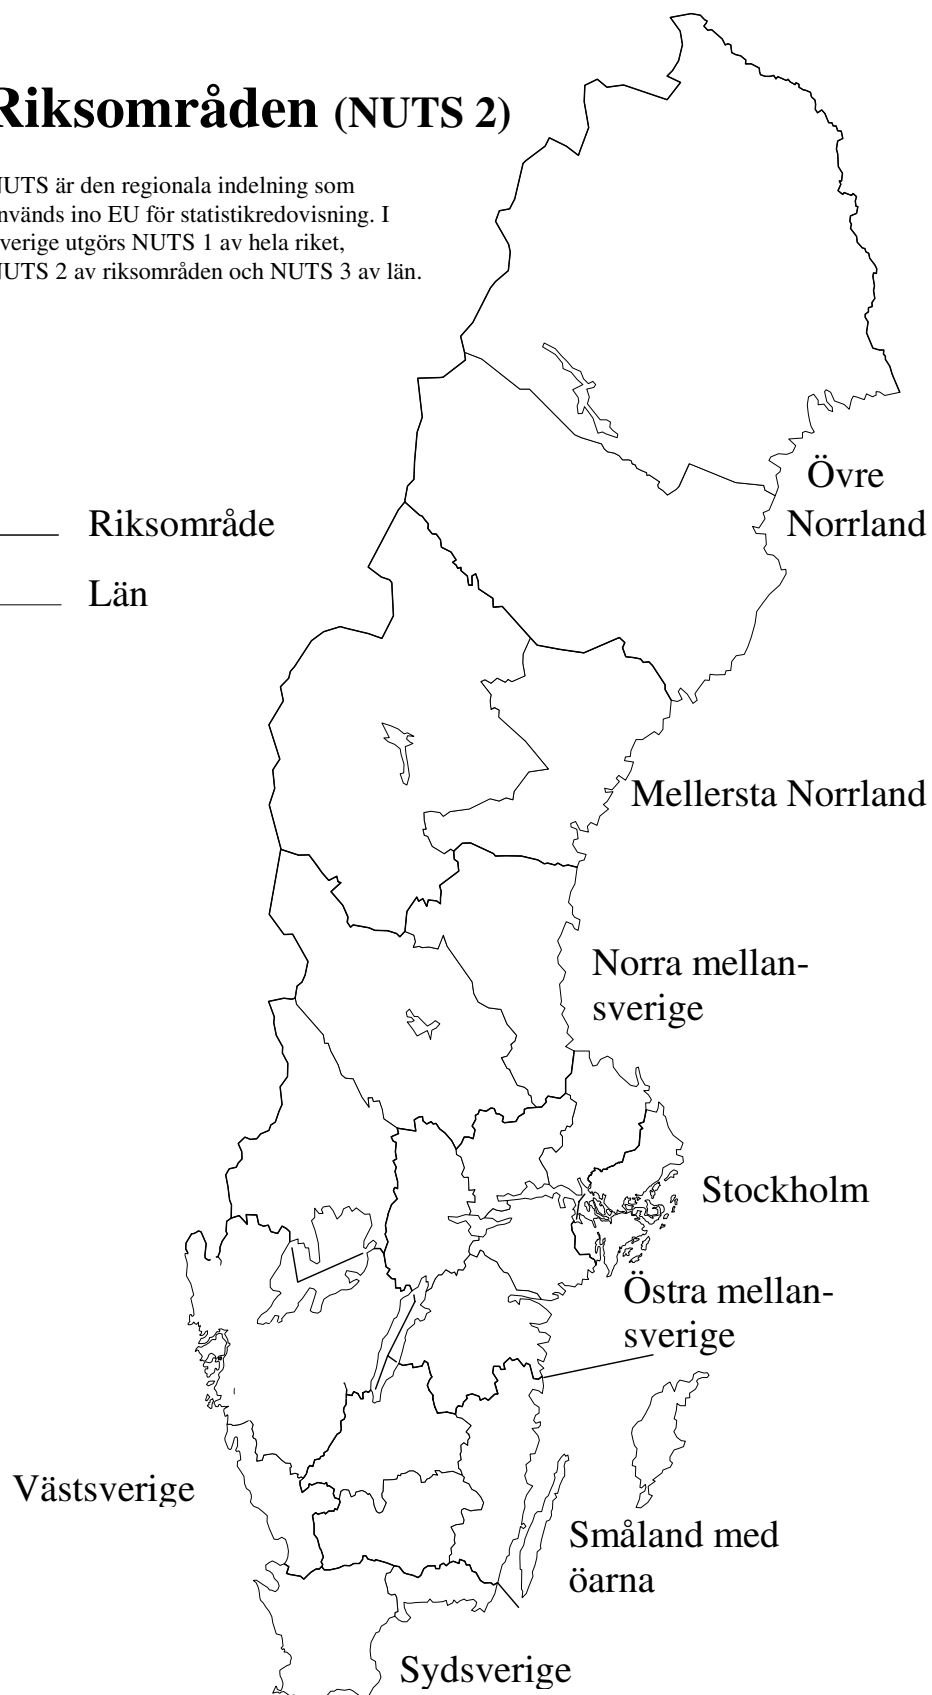 Riksområden (NUTS 2)
NUTS är den regionala indelning som
nvänds ino EU för statistikredovisning. I
verige utgörs NUTS 1 av hela riket,
NUTS 2 av riksområden och NUTS 3 av län.
Övre
Norrland
Riksområde
Län
Mellersta Norrland
Norra mellan-
sverige
Stockholm
Östra mellan-
sverige
Västsverige
Småland med
öarna
Sydsverige